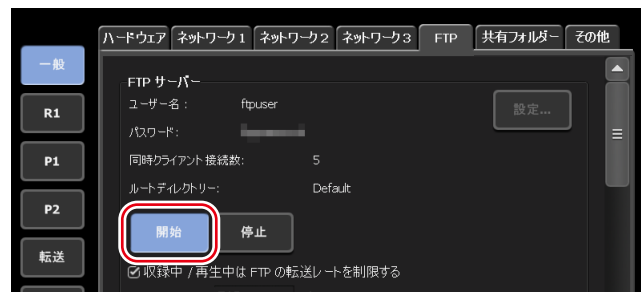 ハードウェア ネットワーク1 ネットワーク2 ネットワーク3 FTP 共有フォルダー その他
一般
R1
P1
P2
転送
FTP サーバー
ユーザー名: ftpuser
設定...
パスワード:
同時クライアント接続数: 5
ルートディレクトリー: Default
開始 停止
収録中 / 再生中は FTP の転送レートを制限する